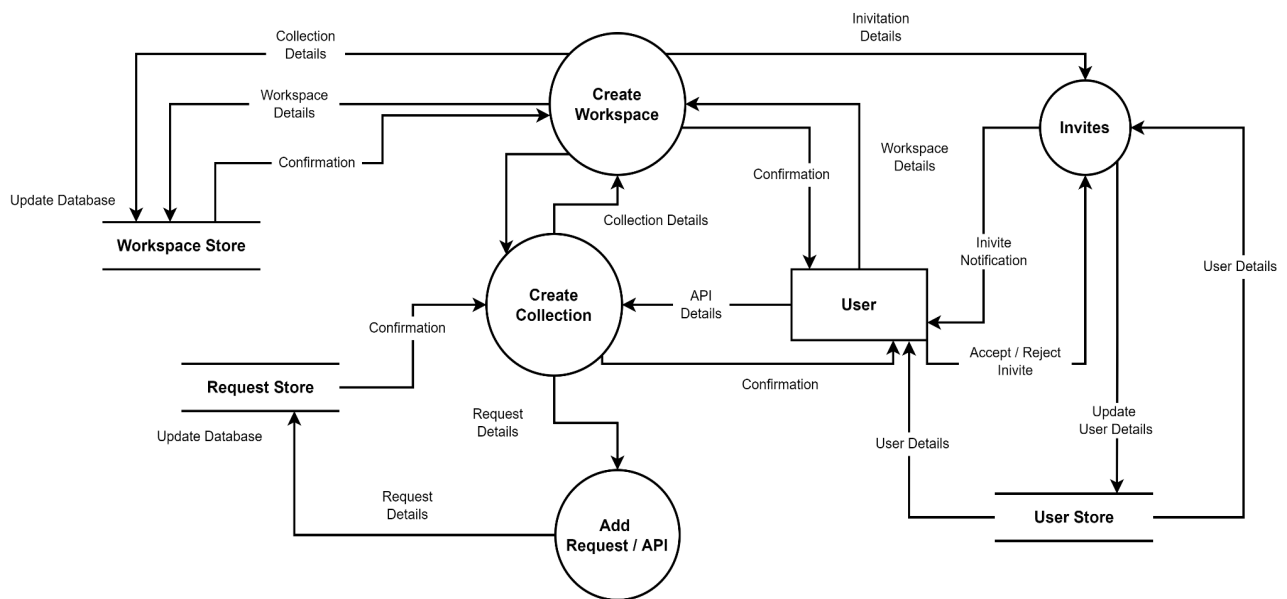 Collection
Details
Inivitation
Details
Create
Workspace
Workspace
Details
Invites
Confirmation
Confirmation
Workspace
Details
Update Database
Workspace Store
Collection Details
Inivite
Notification
User Details
Create
Collection
API
Details
User
Confirmation
Accept / Reject
Inivite
Request Store
Confirmation
Update Database
Request
Details
User Details
Update
User Details
Request
Details
Add
Request / API
User Store